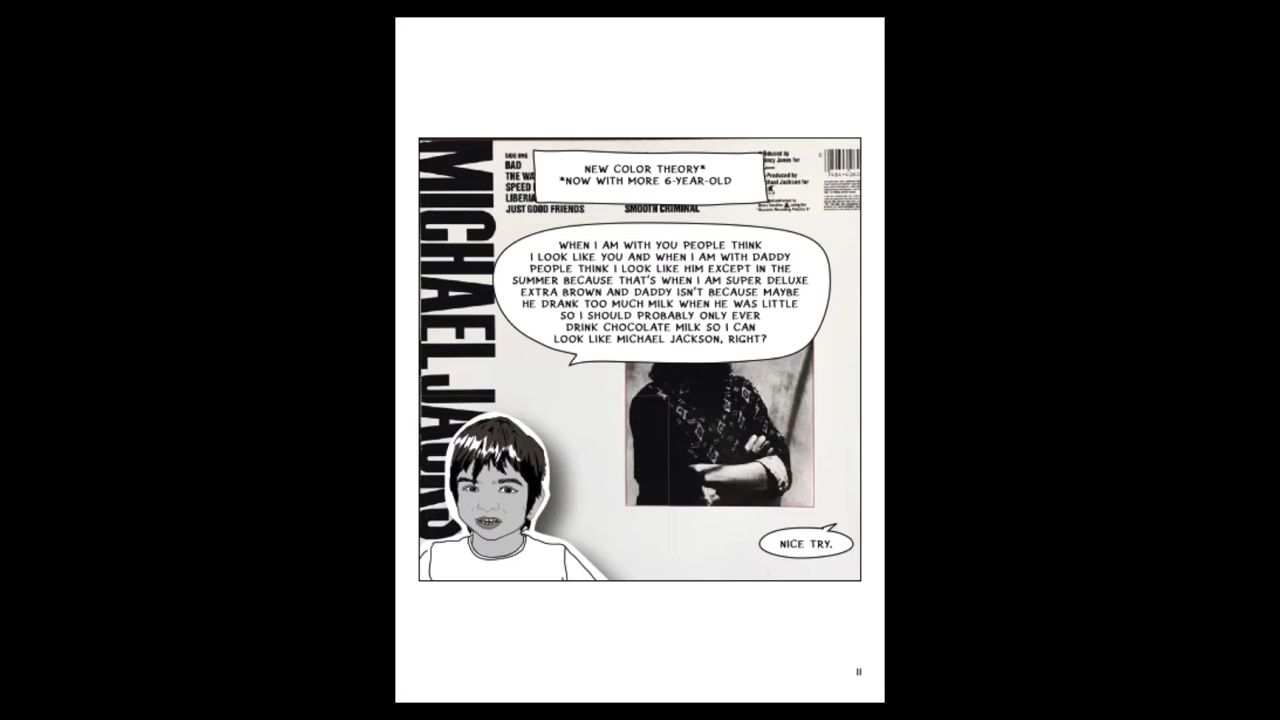 NEW COLOR THEORY*
*NOW WITH MORE 6-YEAR-OLD
SIDE ONE
BAD
THE WA
SPEED
LIBERIA
JUST GOOD FRIENDS
SMOOTH CRIMINAL
MICHAEL JACKS
WHEN I AM WITH YOU PEOPLE THINK
I LOOK LIKE YOU AND WHEN I AM WITH DADDY
PEOPLE THINK I LOOK LIKE HIM EXCEPT IN THE
SUMMER BECAUSE THAT'S WHEN I AM SUPER DELUXE
EXTRA BROWN AND DADDY ISN'T BECAUSE MAYBE
HE DRANK TOO MUCH MILK WHEN HE WAS LITTLE
SO I SHOULD PROBABLY ONLY EVER
DRINK CHOCOLATE MILK SO I CAN
LOOK LIKE MICHAEL JACKSON, RIGHT?
NICE TRY.
11